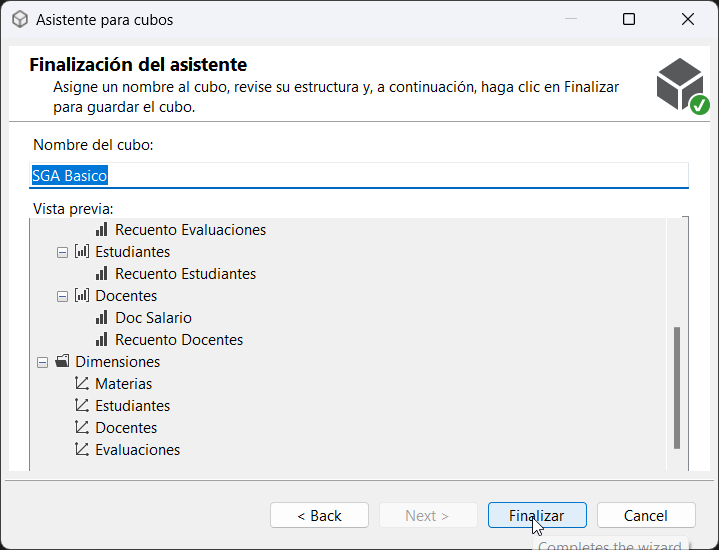 Asistente para cubos
Finalización del asistente
Asigne un nombre al cubo, revise su estructura y, a continuación, haga clic en Finalizar
para guardar el cubo.
Nombre del cubo:
SGA Basico
Vista previa:
Recuento Evaluaciones
Estudiantes
Recuento Estudiantes
Docentes
Doc Salario
Recuento Docentes
Dimensiones
Materias
Estudiantes
Docentes
Evaluaciones
< Back
Next >
Finalizar
Cancel
Completes the wizard